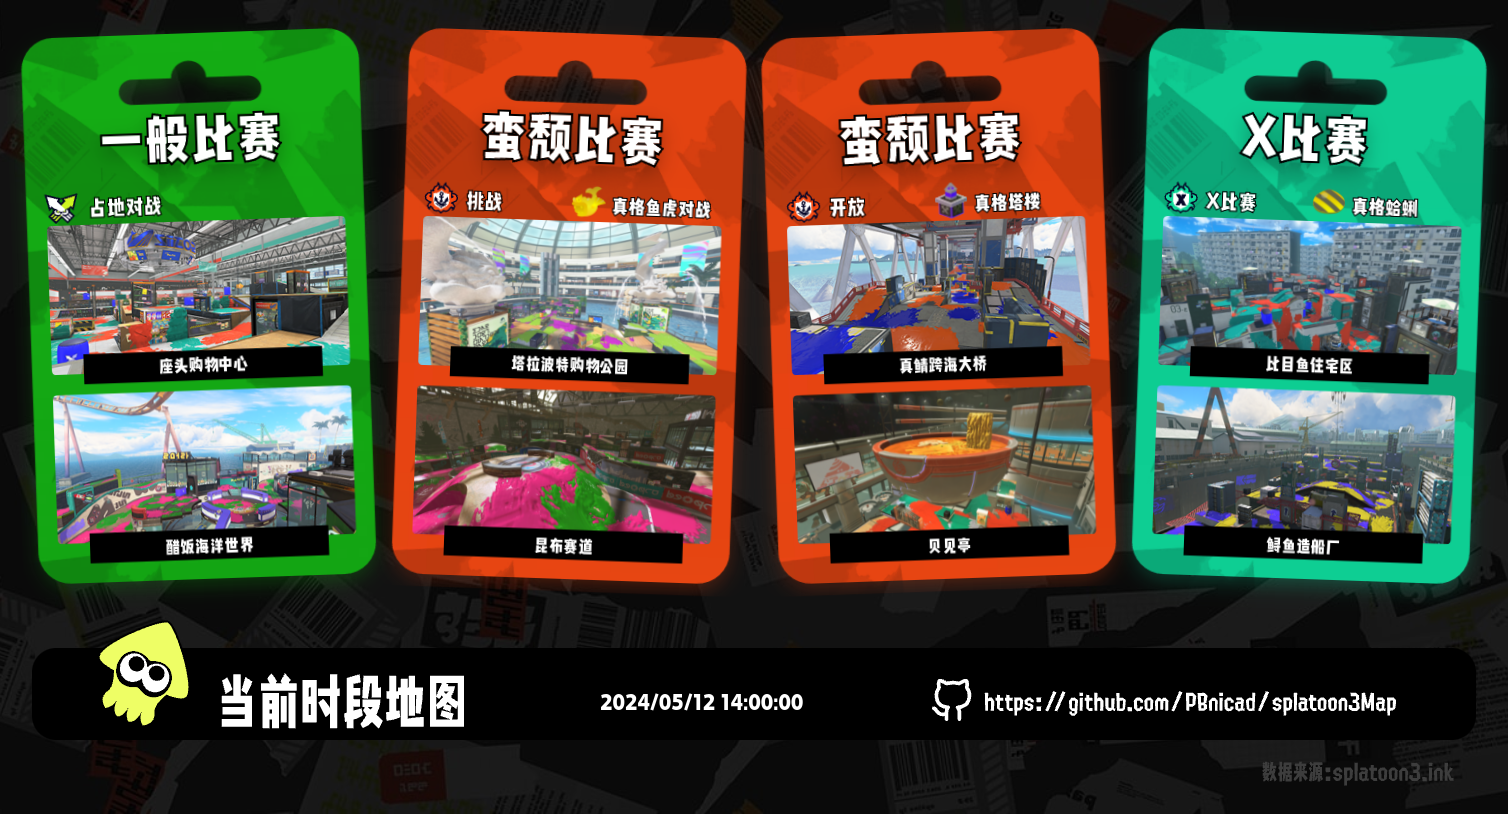 一般比赛
占地对战
座头购物中心
醋饭海洋世界
蛮颓比赛
挑战
真格鱼虎对战
塔拉波特购物公园
昆布赛道
蛮颓比赛
开放
真格塔楼
真鲭跨海大桥
贝贝亭
X比赛
X比赛
真格蛤蜊
比目鱼住宅区
鲟鱼造船厂
当前时段地图
2024/05/12 14:00:00
https://github.com/PBnicad/splatoon3Map
数据来源:splatoon3.ink